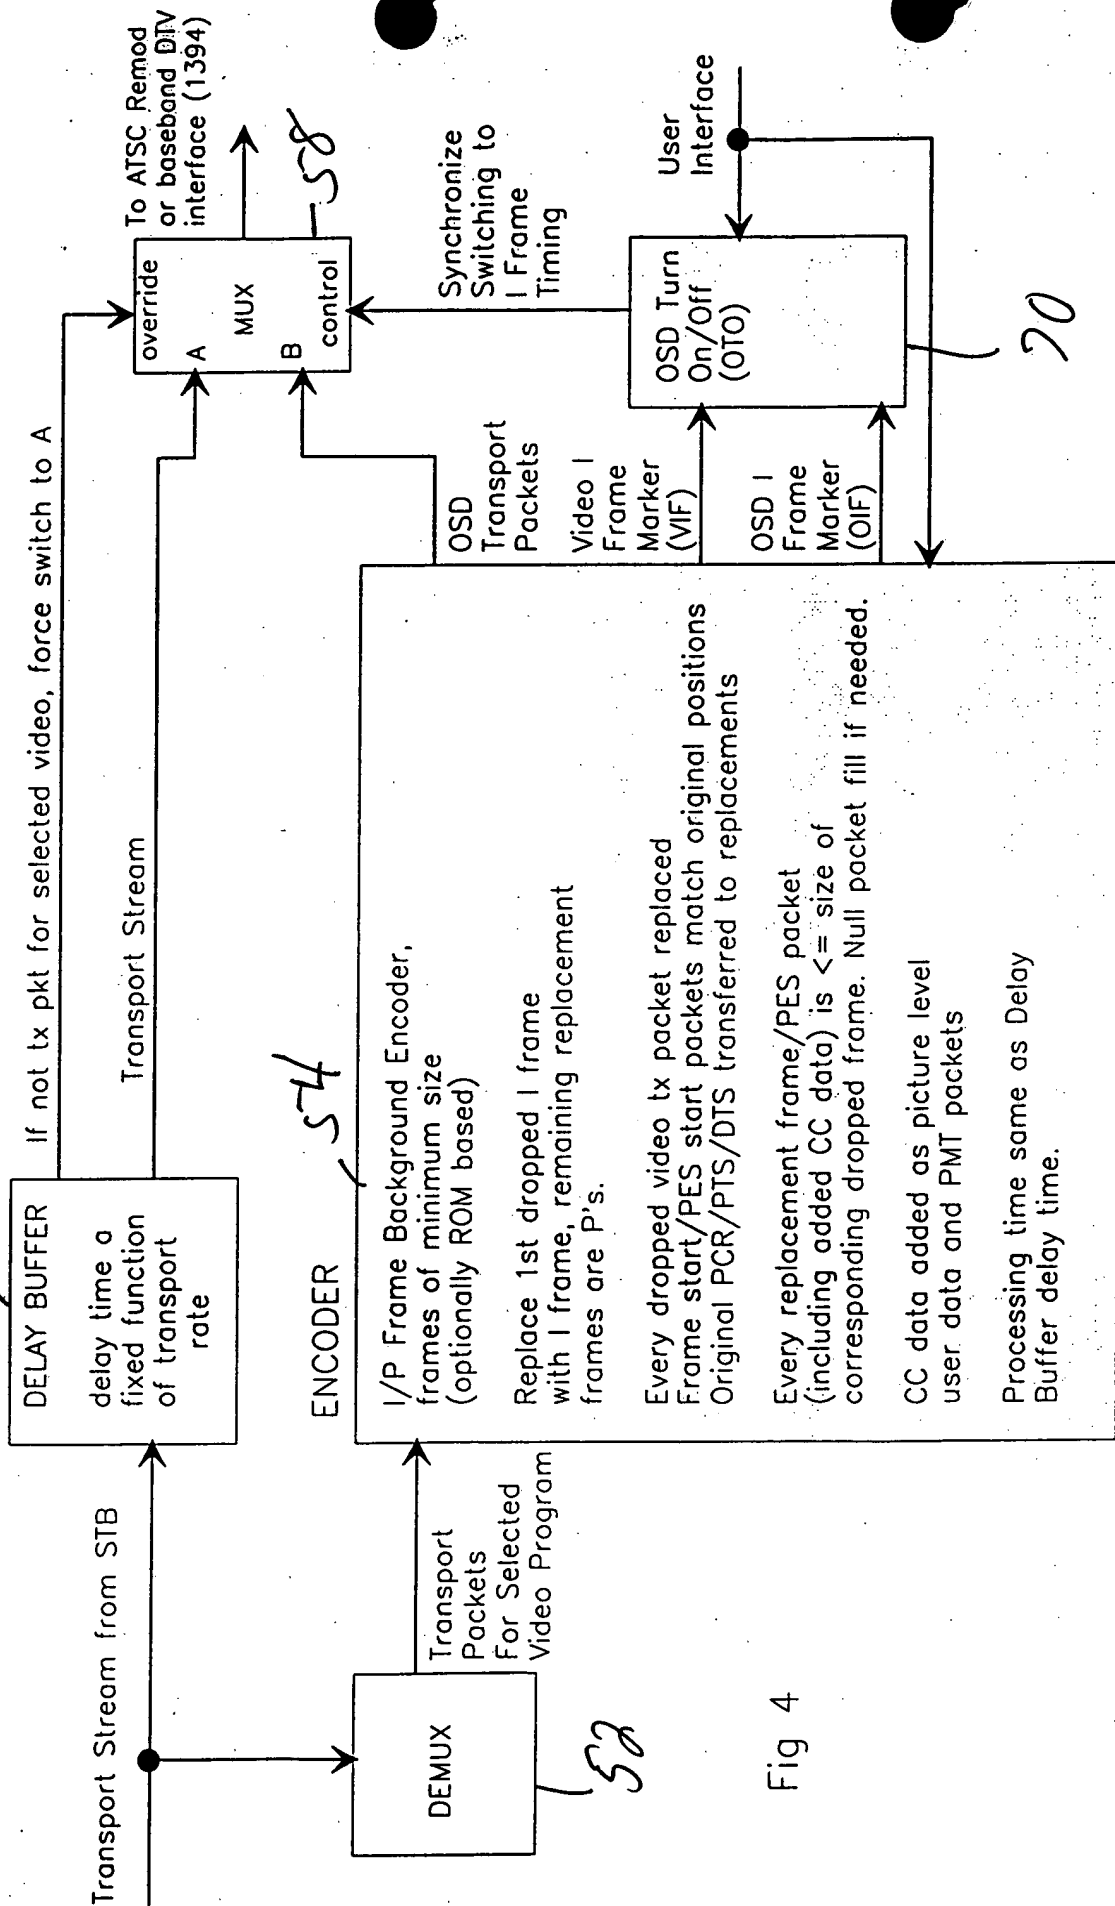 Transport Stream from STB
DELAY BUFFER
delay time a
fixed function
of transport
rate
If not tx pkt for selected video, force switch to A
Transport Stream
override
A
MUX
B
control
58
To ATSC Remod
or baseband DTV
interface (1394)
DEMUX
52
Transport
Packets
For Selected
Video Program
ENCODER
54
I/P Frame Background Encoder,
frames of minimum size
(optionally ROM based)
Replace 1st dropped I frame
with I frame, remaining replacement
frames are P's.
Every dropped video tx packet replaced
Frame start/PES start packets match original positions
Original PCR/PTS/DTS transferred to replacements
Every replacement frame/PES packet
(including added CC data) is <= size of
corresponding dropped frame. Null packet fill if needed.
CC data added as picture level
user data and PMT packets
Processing time same as Delay
Buffer delay time.
OSD
Transport
Packets
Video I
Frame
Marker
(VIF)
OSD I
Frame
Marker
(OIF)
Synchronize
Switching to
I Frame
Timing
OSD Turn
On/Off
(OTO)
70
User
Interface
Fig 4